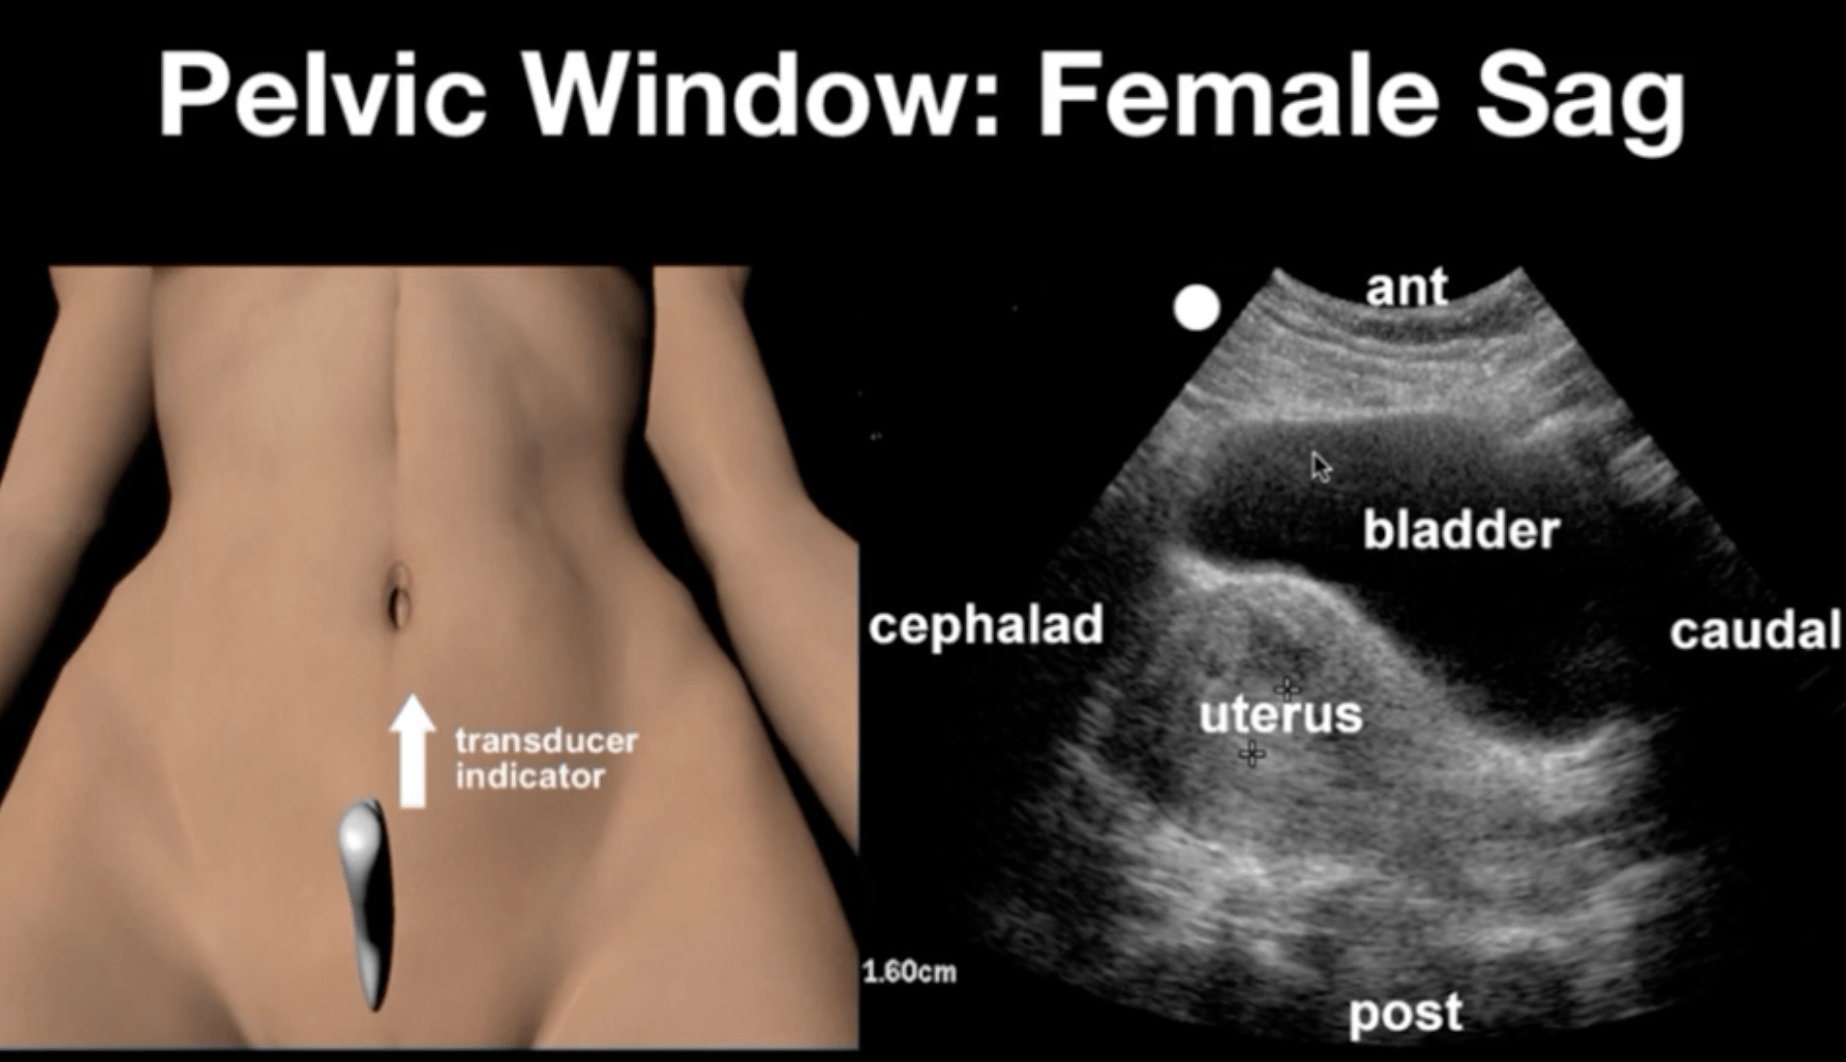 Pelvic Window: Female Sag
transducer
indicator
ant
bladder
cephalad
caudal
uterus
1.60cm
post